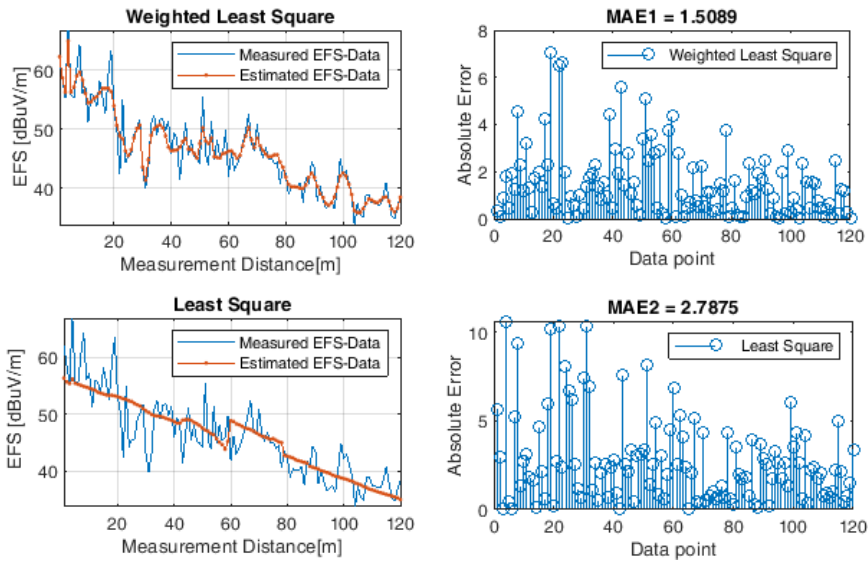 Weighted Least Square
EFS [dBuV/m]
60
50
40
Measured EFS-Data
Estimated EFS-Data
20 40 60 80 100 120
Measurement Distance[m]
MAE1 = 1.5089
Absolute Error
8
6
4
2
0
Weighted Least Square
0 20 40 60 80 100 120
Data point
Least Square
EFS [dBuV/m]
60
50
40
Measured EFS-Data
Estimated EFS-Data
20 40 60 80 100 120
Measurement Distance[m]
MAE2 = 2.7875
Absolute Error
10
5
0
Least Square
0 20 40 60 80 100 120
Data point